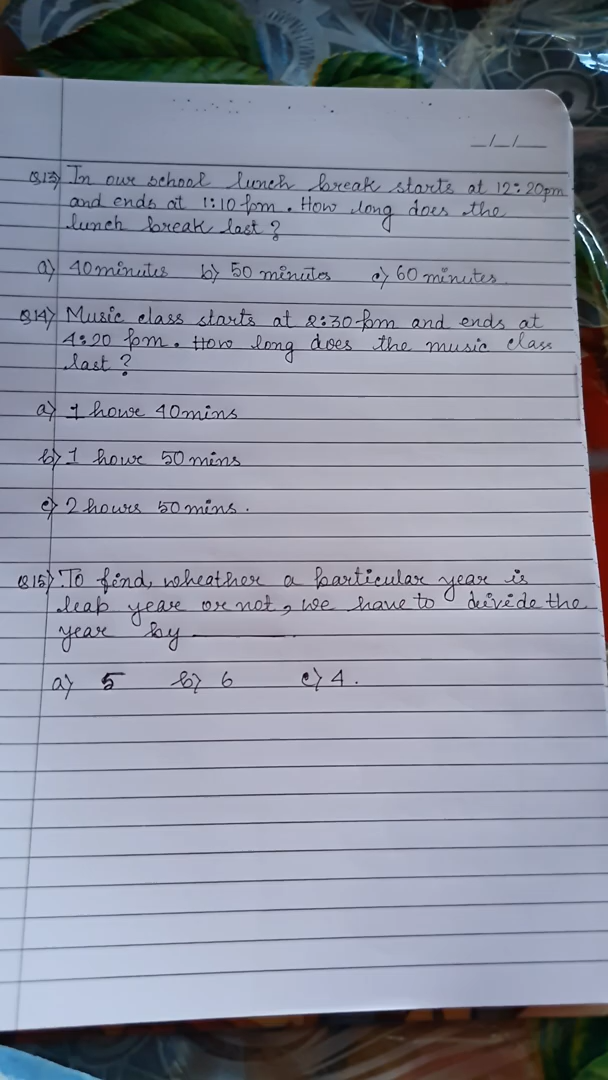 _/_/__
Q13) In our school lunch break starts at 12:20pm
and ends at 1:10 pm. How long does the
lunch break last?
a) 40 minutes b) 50 minutes c) 60 minutes.
Q14) Music class starts at 2:30 pm and ends at
4:20 pm. How long does the music class
last?
a) 1 hour 40 mins
b) 1 hour 50 mins
c) 2 hours 50 mins.
Q15) To find, wheather a particular year is
leap year or not, we have to divide the
year by ________.
a) 5 b) 6 c) 4.